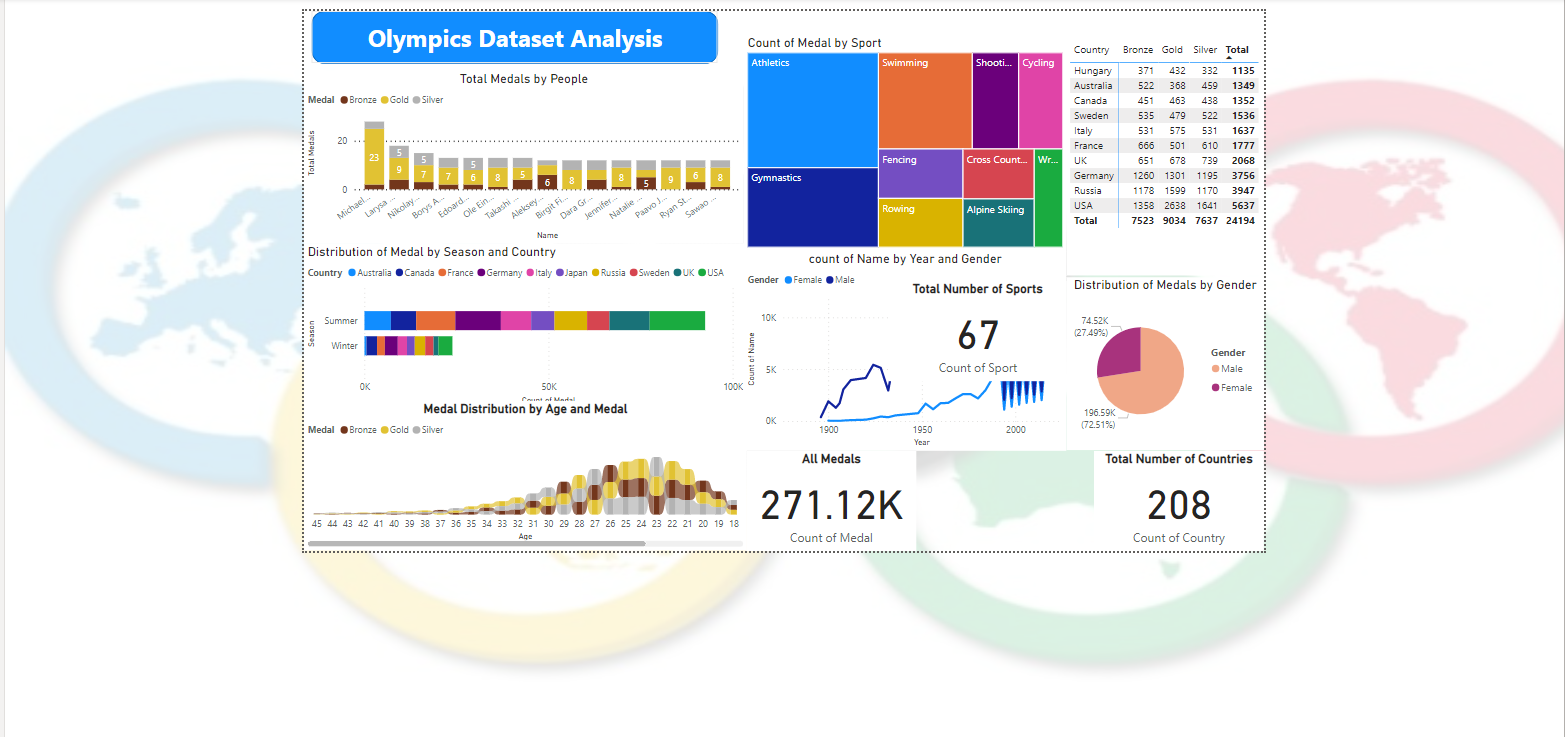 Olympics Dataset Analysis
Total Medals by People
Medal Bronze Gold Silver
Total Medals
20
0
23
5
9
5
7
7
5
6
8
5
6
8
8
5
9
6
8
Michael... Larysa ... Nikolay... Borys A... Edoard... Ole Ein... Takashi ... Aleksey... Birgit Fi... Dara Gr... Jennifer... Natalie ... Paavo J... Ryan St... Sawao ...
Name
Distribution of Medal by Season and Country
Country Australia Canada France Germany Italy Japan Russia Sweden UK USA
Season
Summer
Winter
0K 50K 100K
Count of Medal
Medal Distribution by Age and Medal
Medal Bronze Gold Silver
45 44 43 42 41 40 39 38 37 36 35 34 33 32 31 30 29 28 27 26 25 24 23 22 21 20 19 18
Age
Count of Medal by Sport
Athletics
Swimming
Shooti...
Cycling
Gymnastics
Fencing
Cross Count...
Wr...
Rowing
Alpine Skiing
Country Bronze Gold Silver Total
Hungary 371 432 332 1135
Australia 522 368 459 1349
Canada 451 463 438 1352
Sweden 535 479 522 1536
Italy 531 575 531 1637
France 666 501 610 1777
UK 651 678 739 2068
Germany 1260 1301 1195 3756
Russia 1178 1599 1170 3947
USA 1358 2638 1641 5637
Total 7523 9034 7637 24194
count of Name by Year and Gender
Gender Female Male
Count of Name
10K
5K
0K
1900 1950 2000
Year
Total Number of Sports
67
Count of Sport
Distribution of Medals by Gender
74.52K
(27.49%)
196.59K
(72.51%)
Gender
Male
Female
All Medals
271.12K
Count of Medal
Total Number of Countries
208
Count of Country